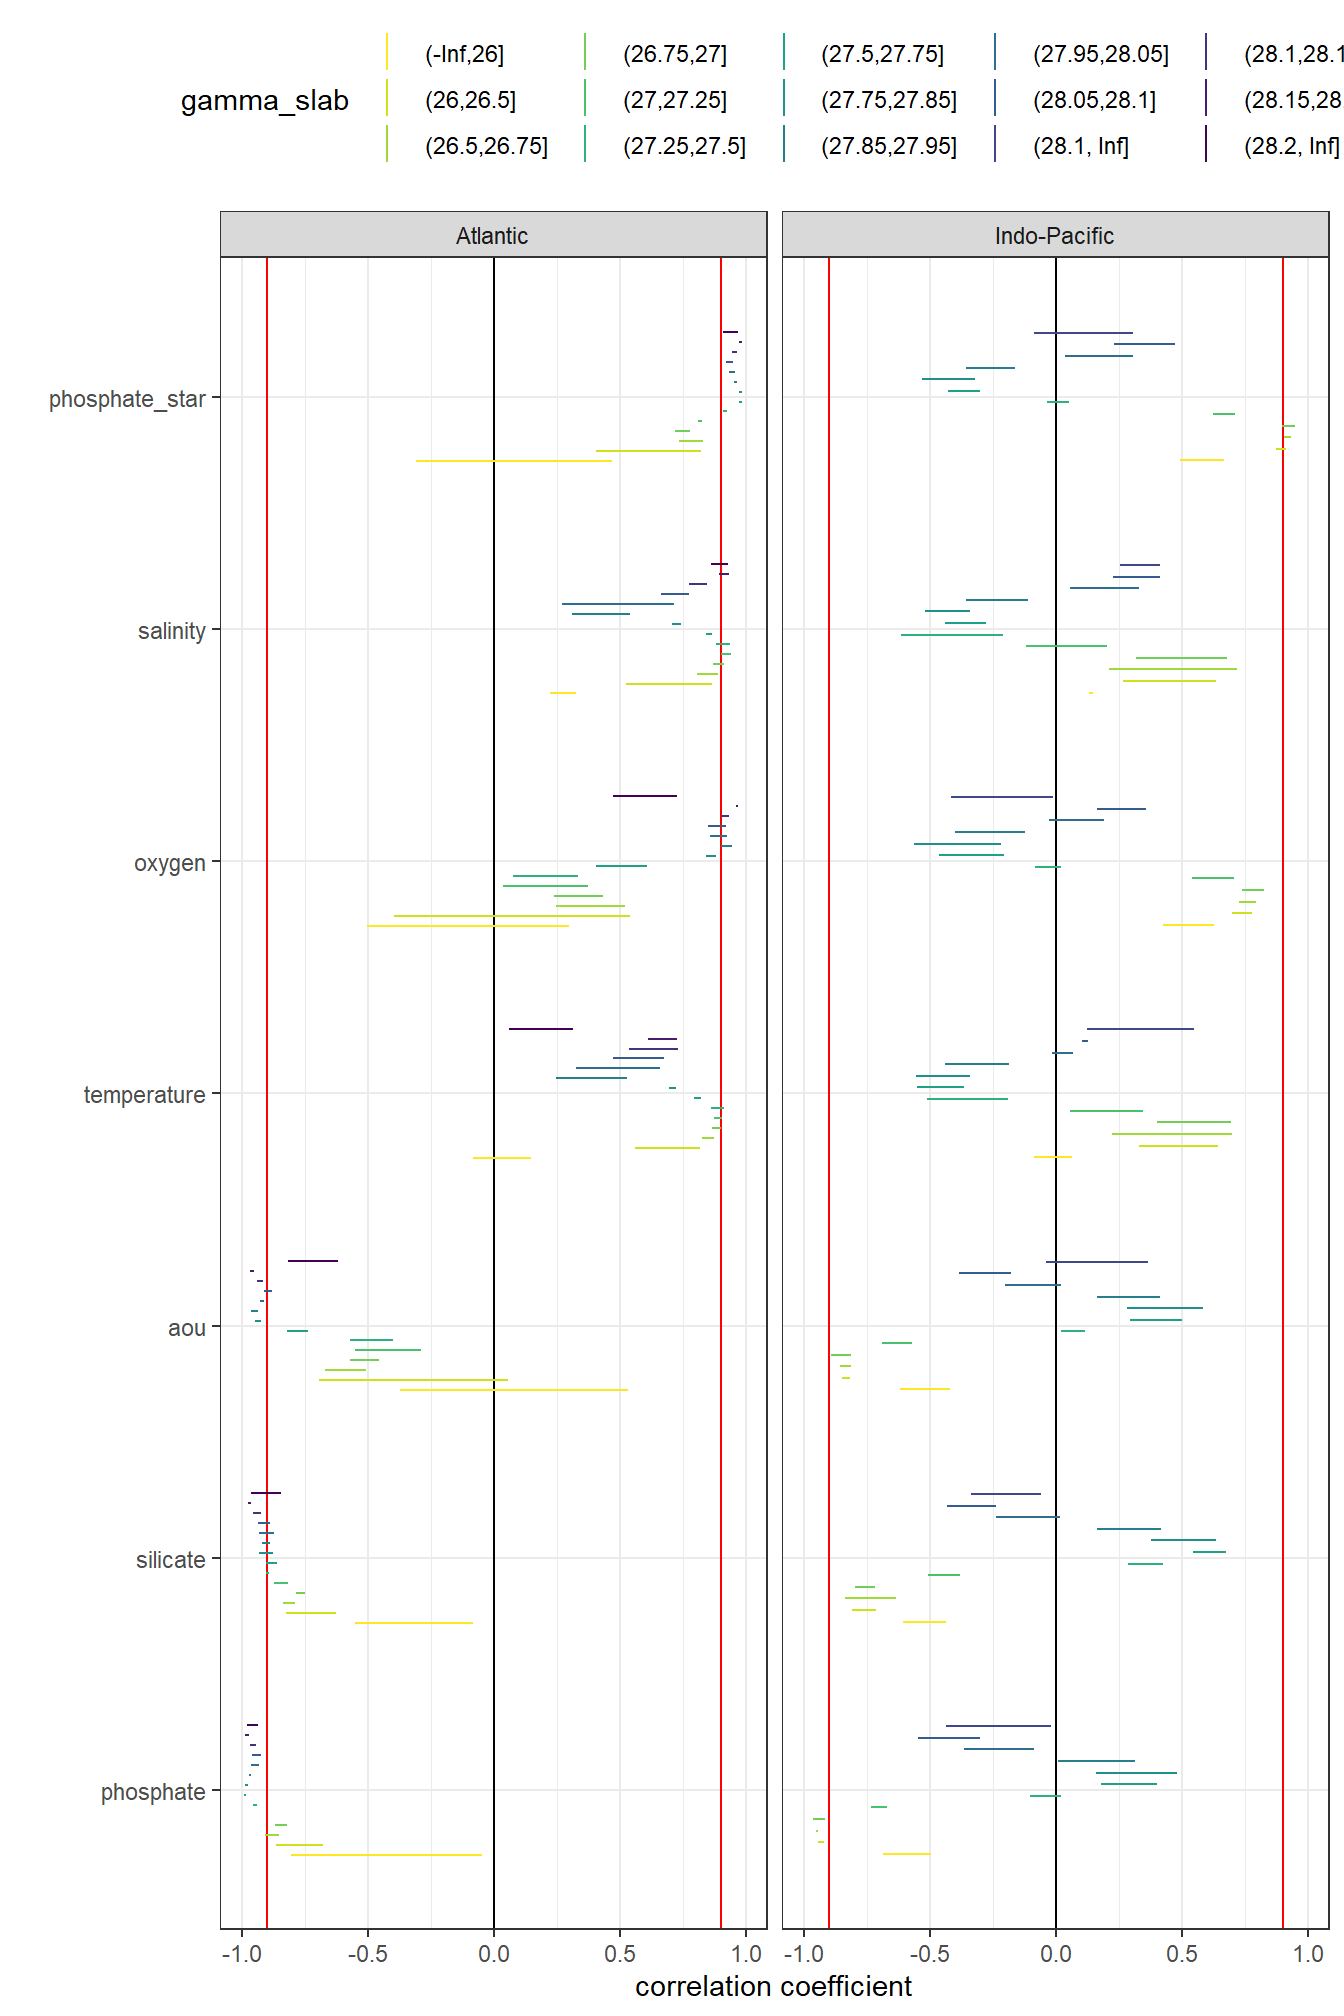 (-Inf,26] (26.75,27] (27.5,27.75] (27.95,28.05] (28.1,28.1
gamma_slab (26,26.5] (27,27.25] (27.75,27.85] (28.05,28.1] (28.15,28
(26.5,26.75] (27.25,27.5] (27.85,27.95] (28.1, Inf] (28.2, Inf]
Atlantic Indo-Pacific
phosphate_star
salinity
oxygen
temperature
aou
silicate
phosphate
-1.0 -0.5 0.0 0.5 1.0 -1.0 -0.5 0.0 0.5 1.0
correlation coefficient